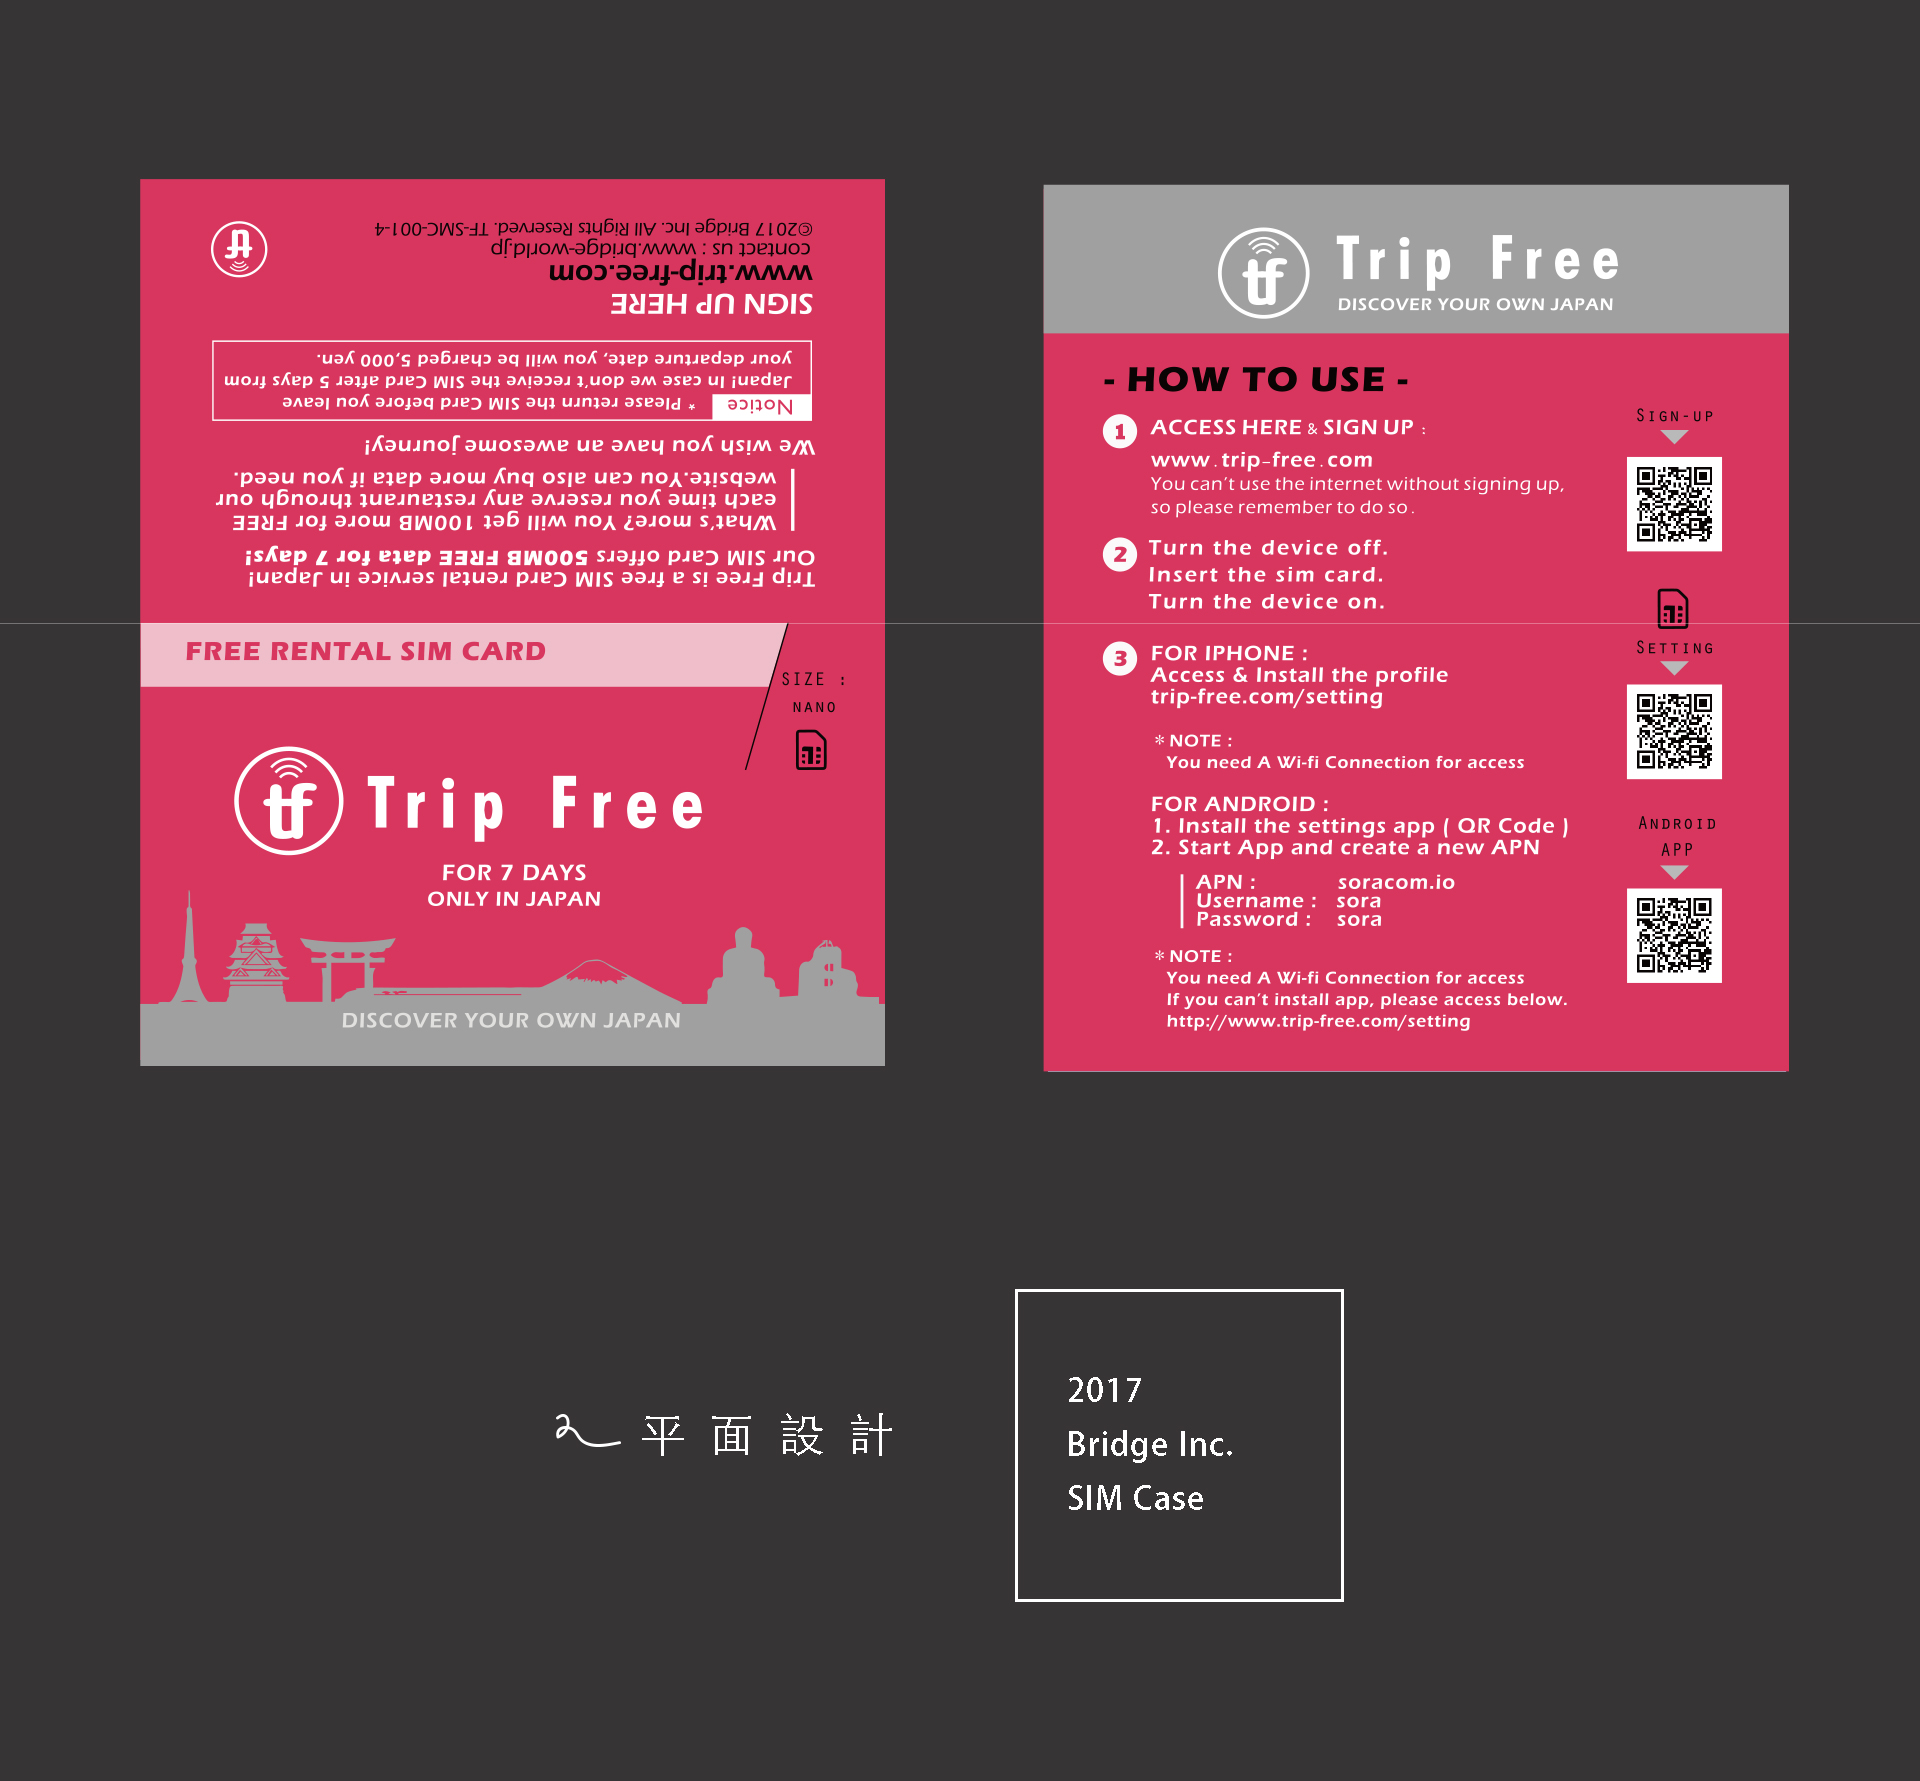 ©2017 Bridge Inc. All Rights Reserved. TF-SMC-001-4
contact us : www.bridge-world.jp
www.trip-free.com
SIGN UP HERE
your departure date, you will be charged 5,000 yen.
Japan! In case we don't receive the SIM Card after 5 days from
Notice * Please return the SIM Card before you leave
We wish you have an awesome journey!
website.You can also buy more data if you need.
each time you reserve any restaurant through our
What's more? You will get 100MB more for FREE
Our SIM Card offers 500MB FREE data for 7 days!
Trip Free is a free SIM Card rental service in Japan!
FREE RENTAL SIM CARD
SIZE :
NANO
tf
Trip Free
FOR 7 DAYS
ONLY IN JAPAN
DISCOVER YOUR OWN JAPAN
tf
Trip Free
DISCOVER YOUR OWN JAPAN
- HOW TO USE -
1 ACCESS HERE & SIGN UP :
www.trip-free.com
You can't use the internet without signing up,
so please remember to do so.
2 Turn the device off.
Insert the sim card.
Turn the device on.
3 FOR IPHONE :
Access & Install the profile
trip-free.com/setting
* NOTE :
You need A Wi-fi Connection for access
FOR ANDROID :
1. Install the settings app ( QR Code )
2. Start App and create a new APN
APN : soracom.io
Username : sora
Password : sora
* NOTE :
You need A Wi-fi Connection for access
If you can't install app, please access below.
http://www.trip-free.com/setting
SIGN-UP
SETTING
ANDROID
APP
平面設計
2017
Bridge Inc.
SIM Case